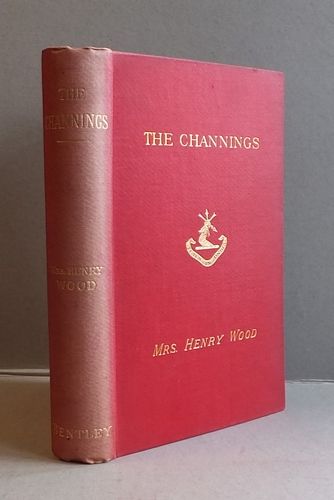 THE
CHANNINGS
MRS. HENRY
WOOD
BENTLEY
THE CHANNINGS
MRS. HENRY WOOD